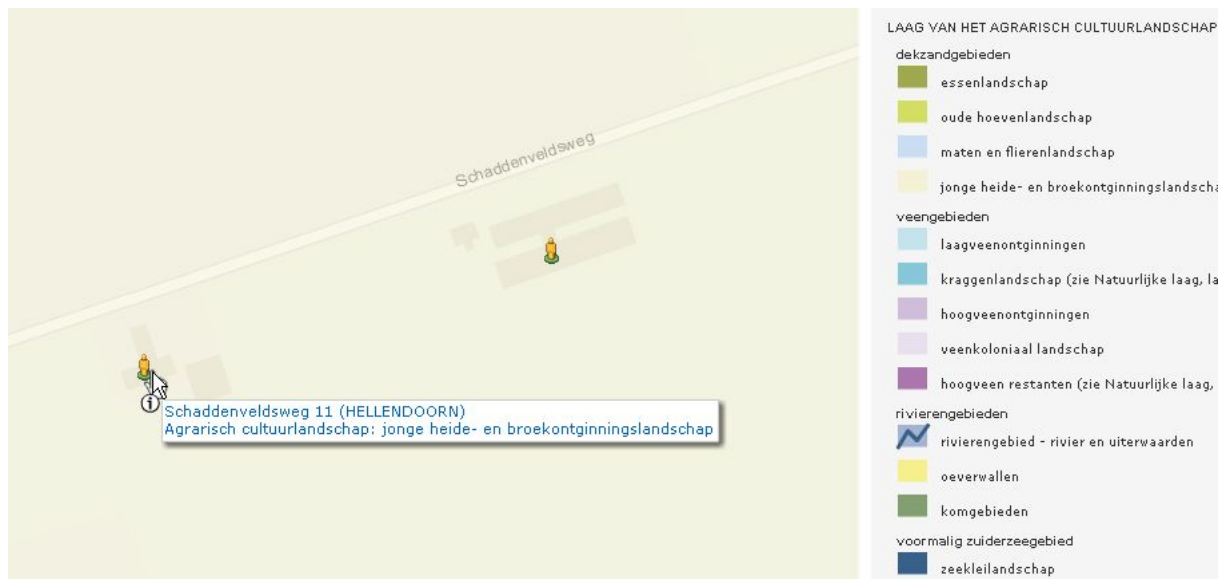 Schaddenveldsweg
Schaddenveldsweg 11 (HELLENDOORN)
Agrarisch cultuurlandschap: jonge heide- en broekontginningslandschap
LAAG VAN HET AGRARISCH CULTUURLANDSCHAP
dekzandgebieden
essenlandschap
oude hoevenlandschap
maten en flierenlandschap
jonge heide- en broekontginningslandscha
veengebieden
laagveenontginningen
kraggenlandschap (zie Natuurlijke laag, la
hoogveenontginningen
veenkoloniaal landschap
hoogveen restanten (zie Natuurlijke laag,
rivierengebieden
rivierengebied - rivier en uiterwaarden
oeverwallen
komgebieden
voormalig zuiderzeegebied
zeekleilandschap